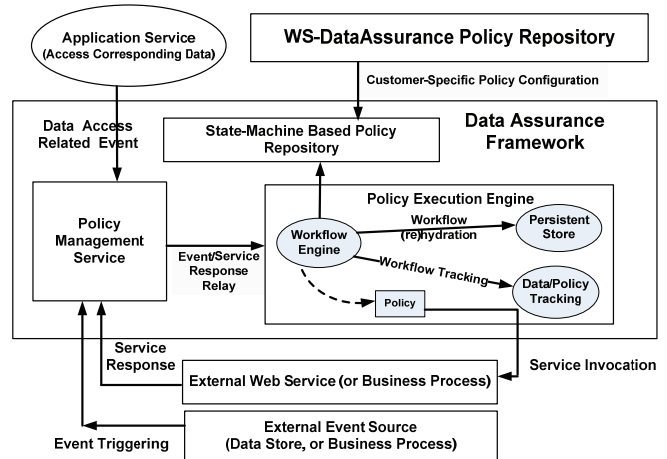 Application Service
(Access Corresponding Data)
WS-DataAssurance Policy Repository
Customer-Specific Policy Configuration
Data Access
Related Event
State-Machine Based Policy
Repository
Data Assurance
Framework
Policy
Management
Service
Event/Service
Response
Relay
Policy Execution Engine
Workflow
Engine
Workflow
(re)hydration
Persistent
Store
Workflow Tracking
Data/Policy
Tracking
Policy
Service
Response
Service Invocation
External Web Service (or Business Process)
External Event Source
(Data Store, or Business Process)
Event Triggering